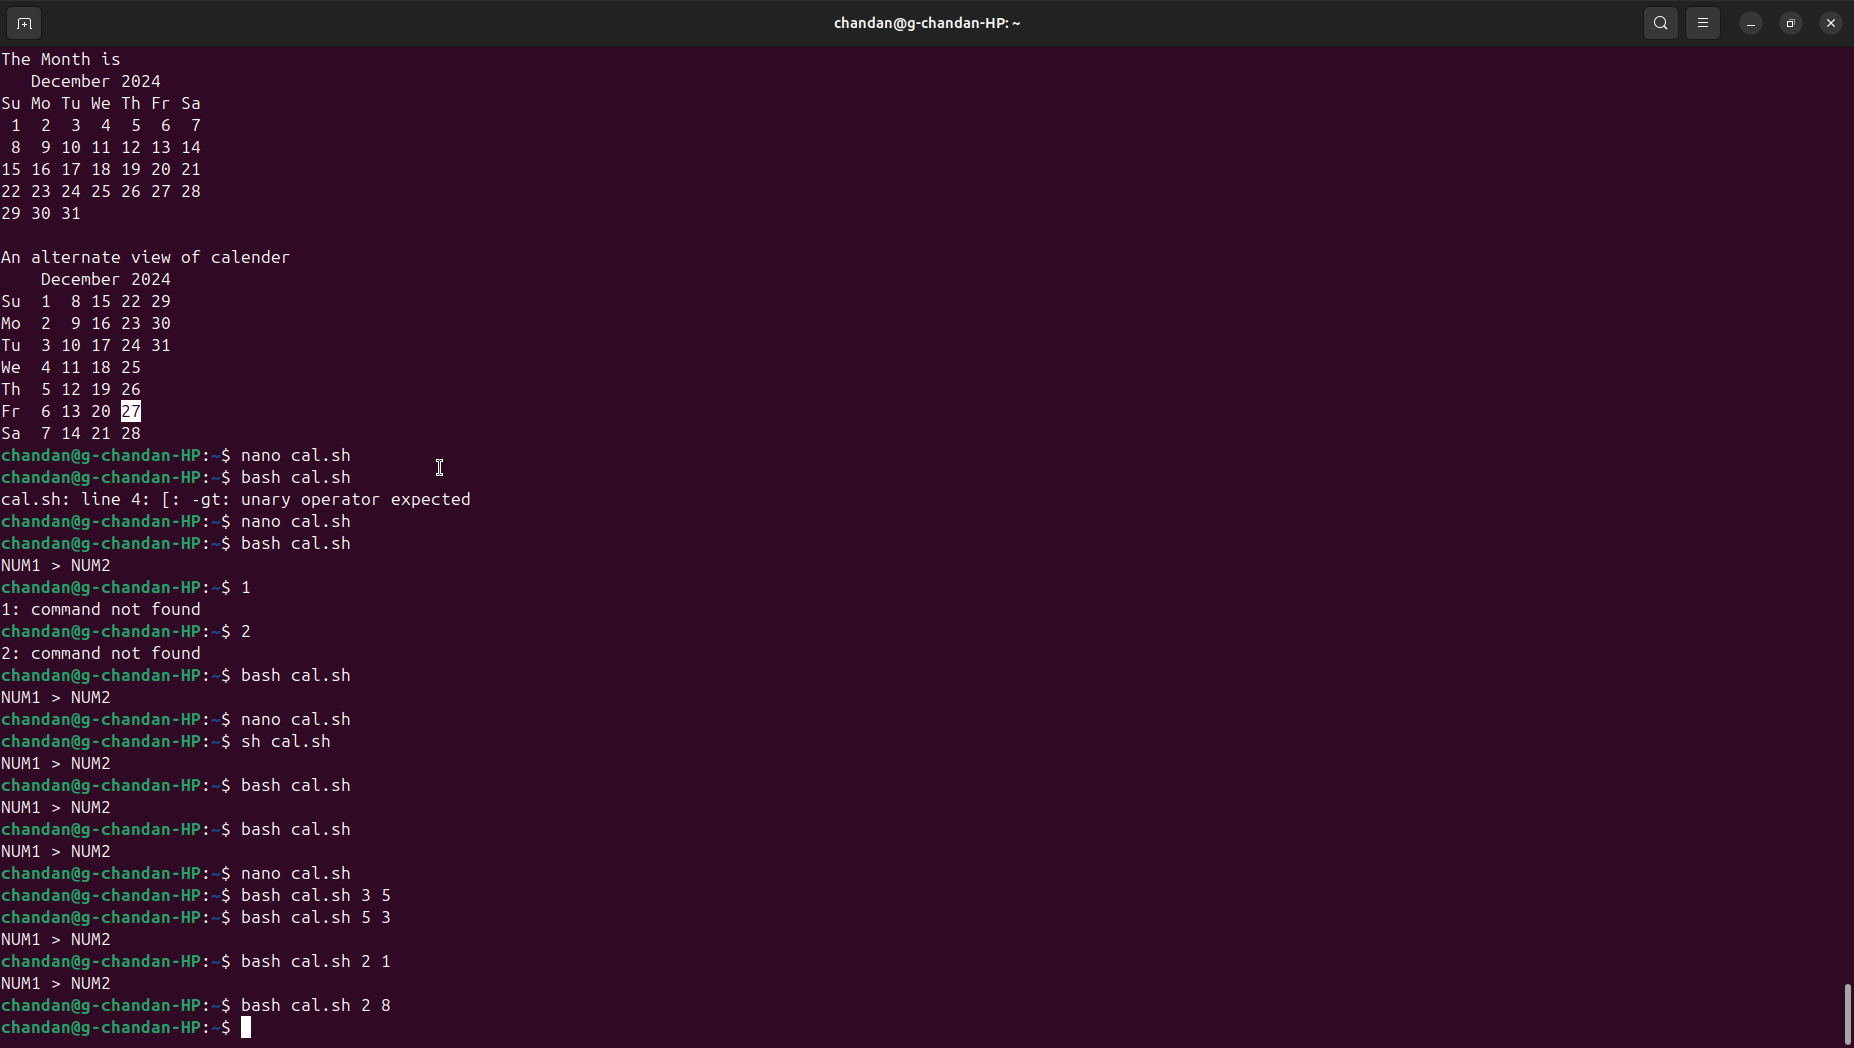 chandan@g-chandan-HP: ~
The Month is
   December 2024
Su Mo Tu We Th Fr Sa
 1  2  3  4  5  6  7
 8  9 10 11 12 13 14
15 16 17 18 19 20 21
22 23 24 25 26 27 28
29 30 31
An alternate view of calender
    December 2024
Su  1  8 15 22 29
Mo  2  9 16 23 30
Tu  3 10 17 24 31
We  4 11 18 25
Th  5 12 19 26
Fr  6 13 20 27
Sa  7 14 21 28
chandan@g-chandan-HP:~$ nano cal.sh
chandan@g-chandan-HP:~$ bash cal.sh
cal.sh: line 4: [: -gt: unary operator expected
chandan@g-chandan-HP:~$ nano cal.sh
chandan@g-chandan-HP:~$ bash cal.sh
NUM1 > NUM2
chandan@g-chandan-HP:~$ 1
1: command not found
chandan@g-chandan-HP:~$ 2
2: command not found
chandan@g-chandan-HP:~$ bash cal.sh
NUM1 > NUM2
chandan@g-chandan-HP:~$ nano cal.sh
chandan@g-chandan-HP:~$ sh cal.sh
NUM1 > NUM2
chandan@g-chandan-HP:~$ bash cal.sh
NUM1 > NUM2
chandan@g-chandan-HP:~$ bash cal.sh
NUM1 > NUM2
chandan@g-chandan-HP:~$ nano cal.sh
chandan@g-chandan-HP:~$ bash cal.sh 3 5
chandan@g-chandan-HP:~$ bash cal.sh 5 3
NUM1 > NUM2
chandan@g-chandan-HP:~$ bash cal.sh 2 1
NUM1 > NUM2
chandan@g-chandan-HP:~$ bash cal.sh 2 8
chandan@g-chandan-HP:~$